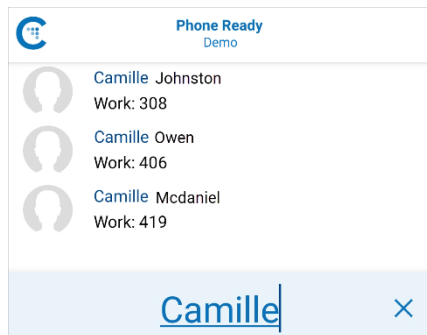 Phone Ready
Demo
Camille Johnston
Work: 308
Camille Owen
Work: 406
Camille Mcdaniel
Work: 419
Camille